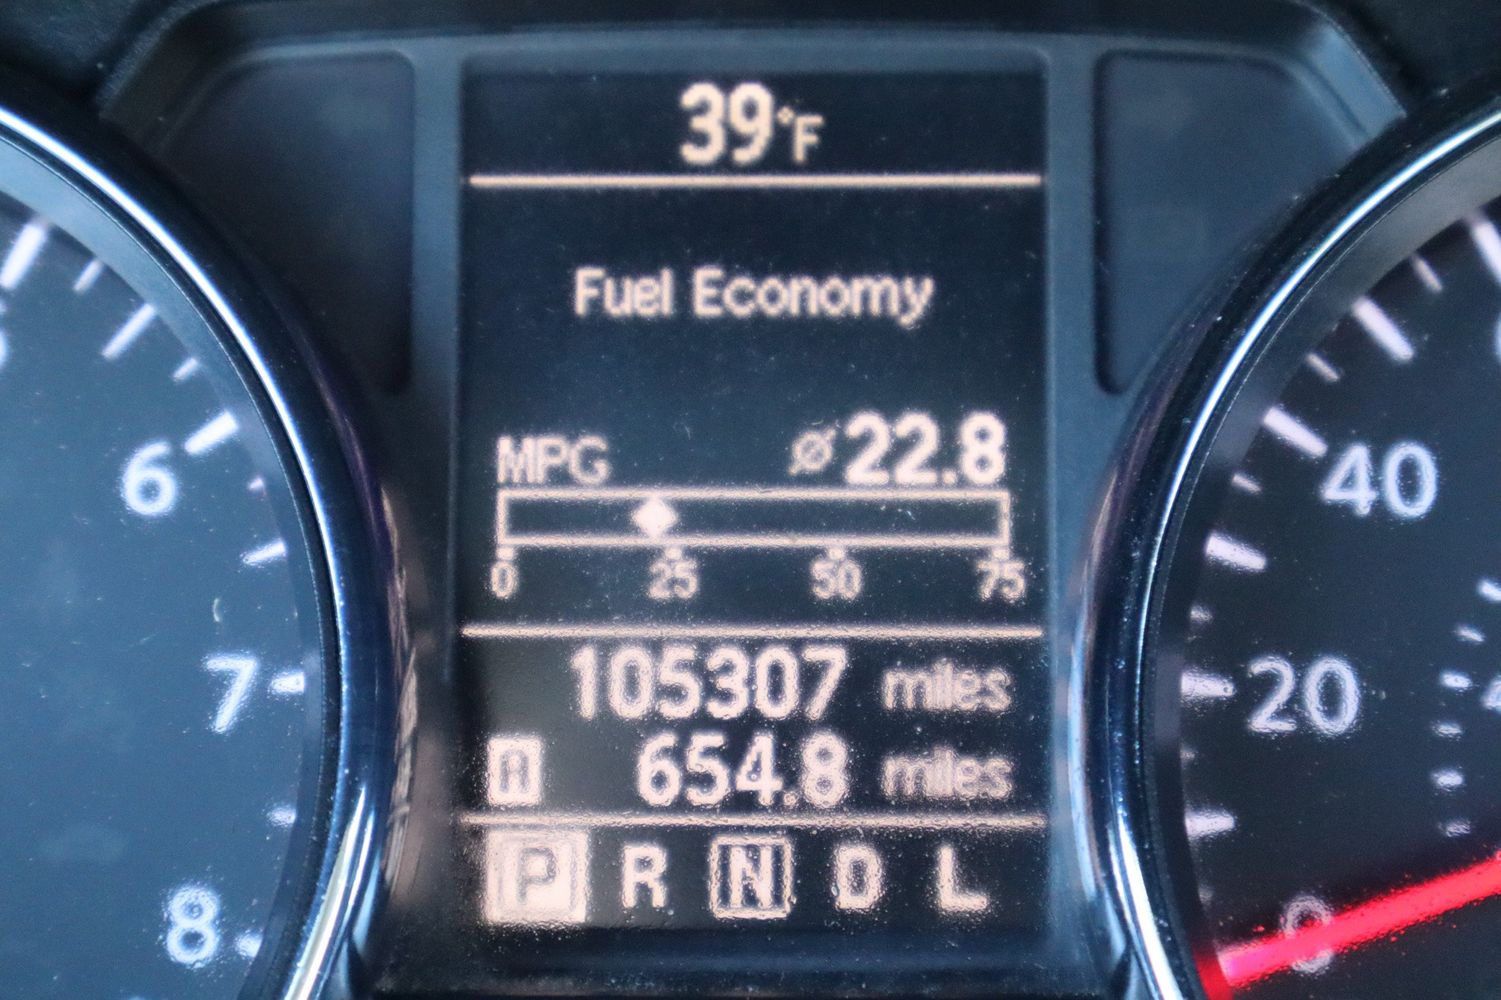 39°F
Fuel Economy
MPG ⌀22.8
0 25 50 75
105307 miles
A 654.8 miles
P R N D L
6
7
8
40
20
0